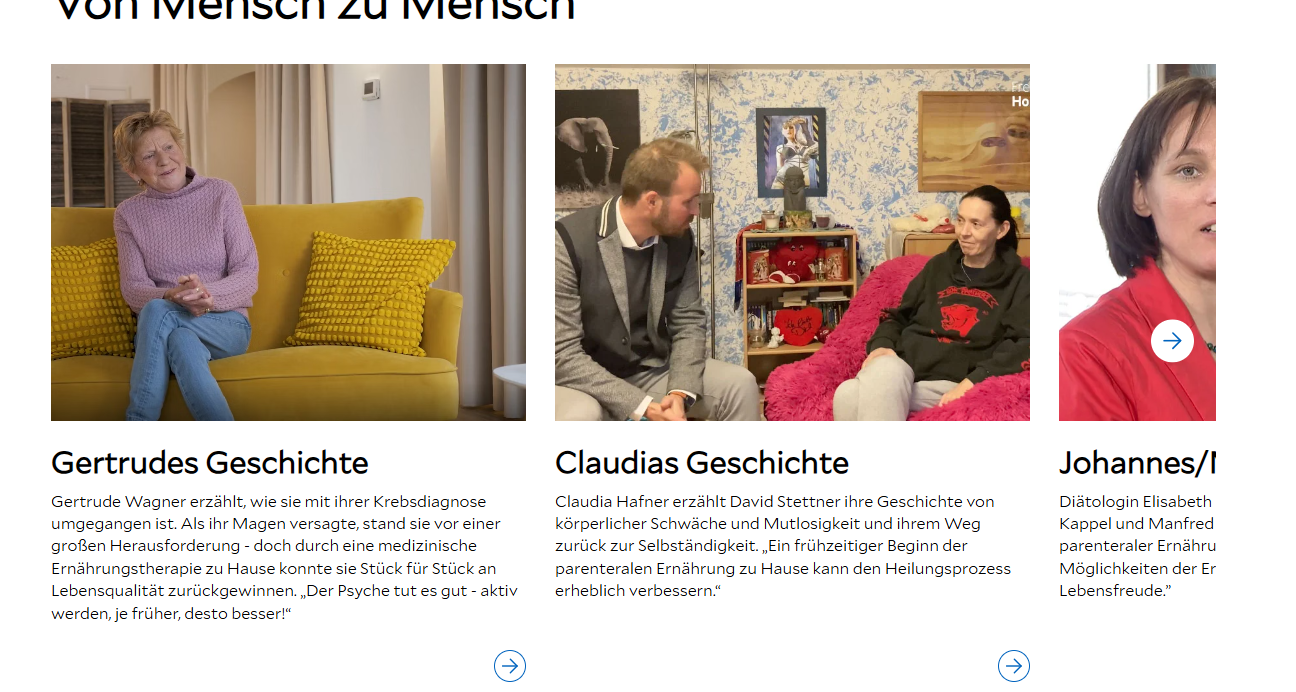 Von Mensch zu Mensch
Fre
Ho
Gertrudes Geschichte
Gertrude Wagner erzählt, wie sie mit ihrer Krebsdiagnose
umgegangen ist. Als ihr Magen versagte, stand sie vor einer
großen Herausforderung - doch durch eine medizinische
Ernährungstherapie zu Hause konnte sie Stück für Stück an
Lebensqualität zurückgewinnen. „Der Psyche tut es gut - aktiv
werden, je früher, desto besser!“
Claudias Geschichte
Claudia Hafner erzählt David Stettner ihre Geschichte von
körperlicher Schwäche und Mutlosigkeit und ihrem Weg
zurück zur Selbständigkeit. „Ein frühzeitiger Beginn der
parenteralen Ernährung zu Hause kann den Heilungsprozess
erheblich verbessern.“
Johannes/
Diätologin Elisabeth
Kappel und Manfred
parenteraler Ernähru
Möglichkeiten der Er
Lebensfreude.”